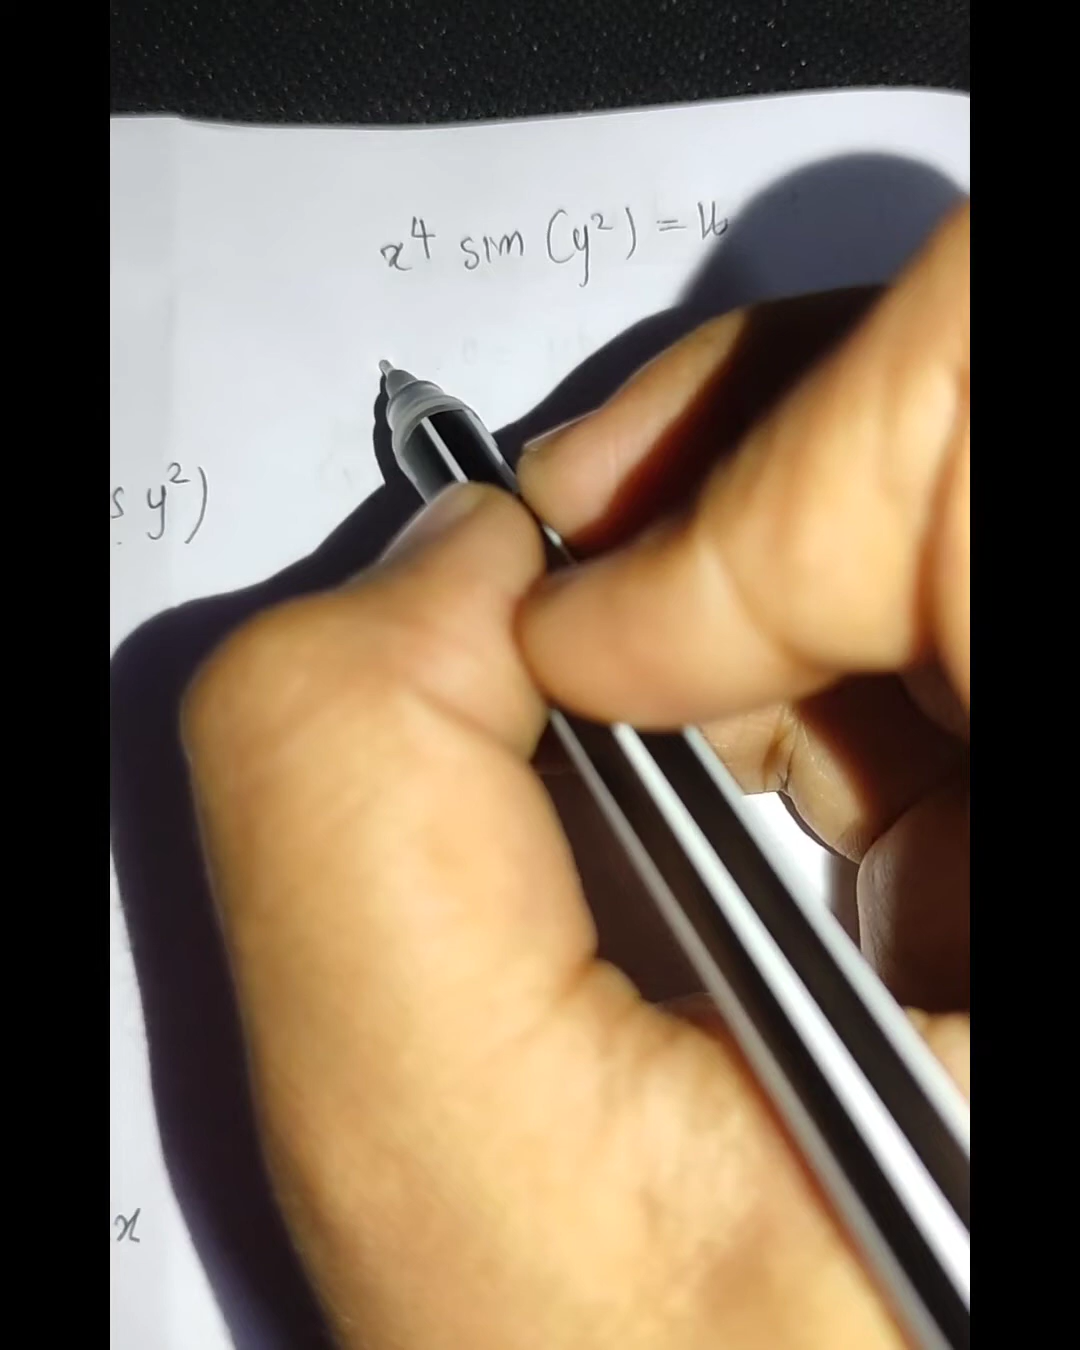 x⁴ sin (y²) = 16
s y²)
x